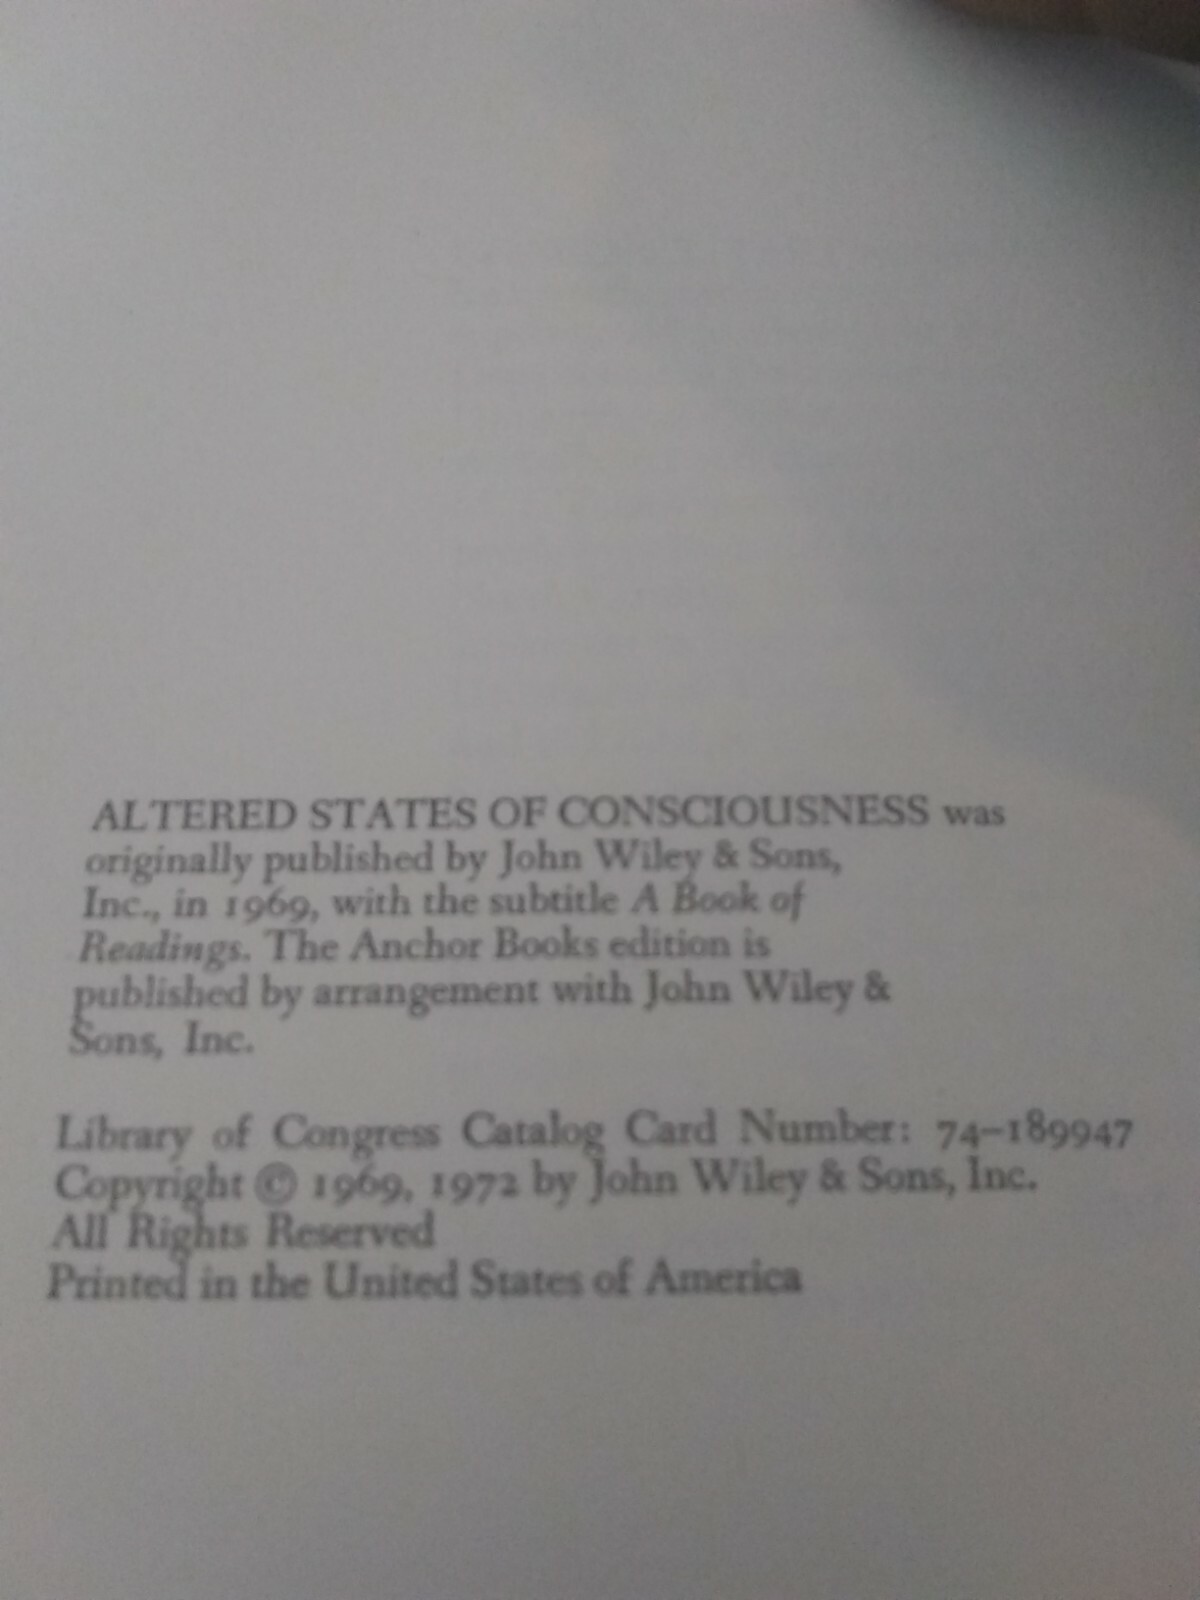 ALTERED STATES OF CONSCIOUSNESS was
originally published by John Wiley & Sons,
Inc., in 1969, with the subtitle A Book of
Readings. The Anchor Books edition is
published by arrangement with John Wiley &
Sons, Inc.
Library of Congress Catalog Card Number: 74–189947
Copyright © 1969, 1972 by John Wiley & Sons, Inc.
All Rights Reserved
Printed in the United States of America